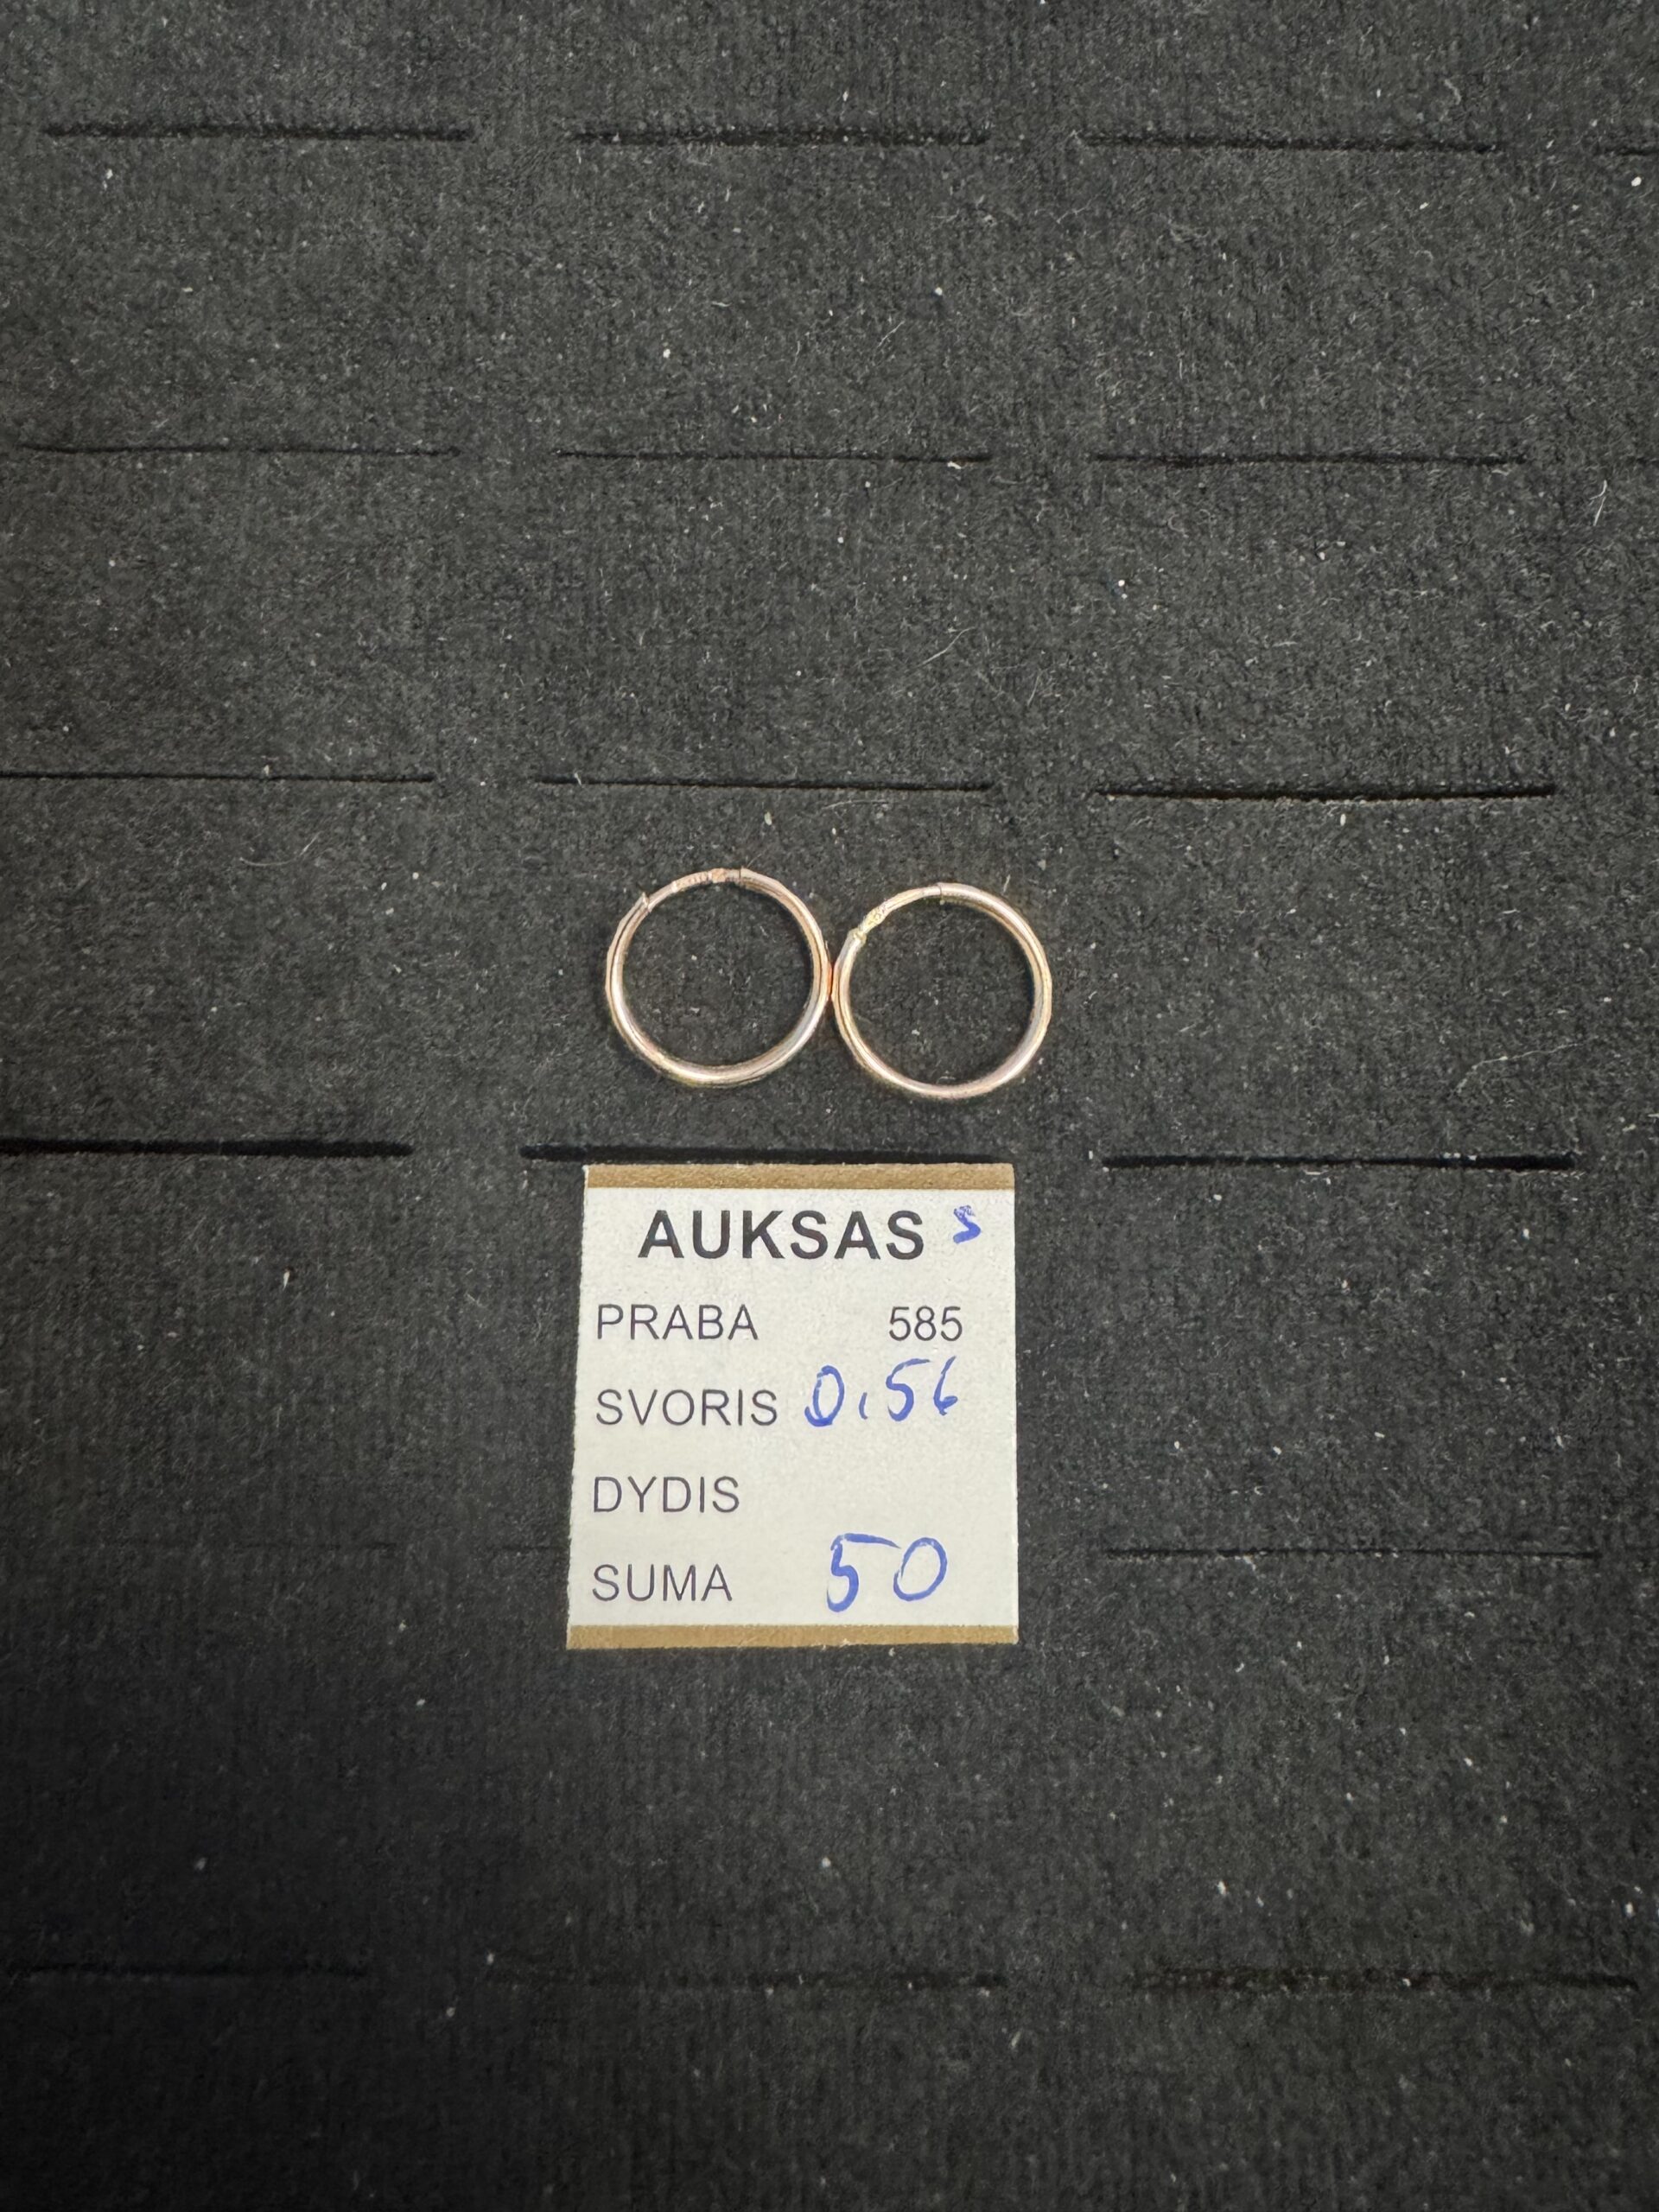 AUKSAS s
PRABA 585
SVORIS 0,56
DYDIS
SUMA 50